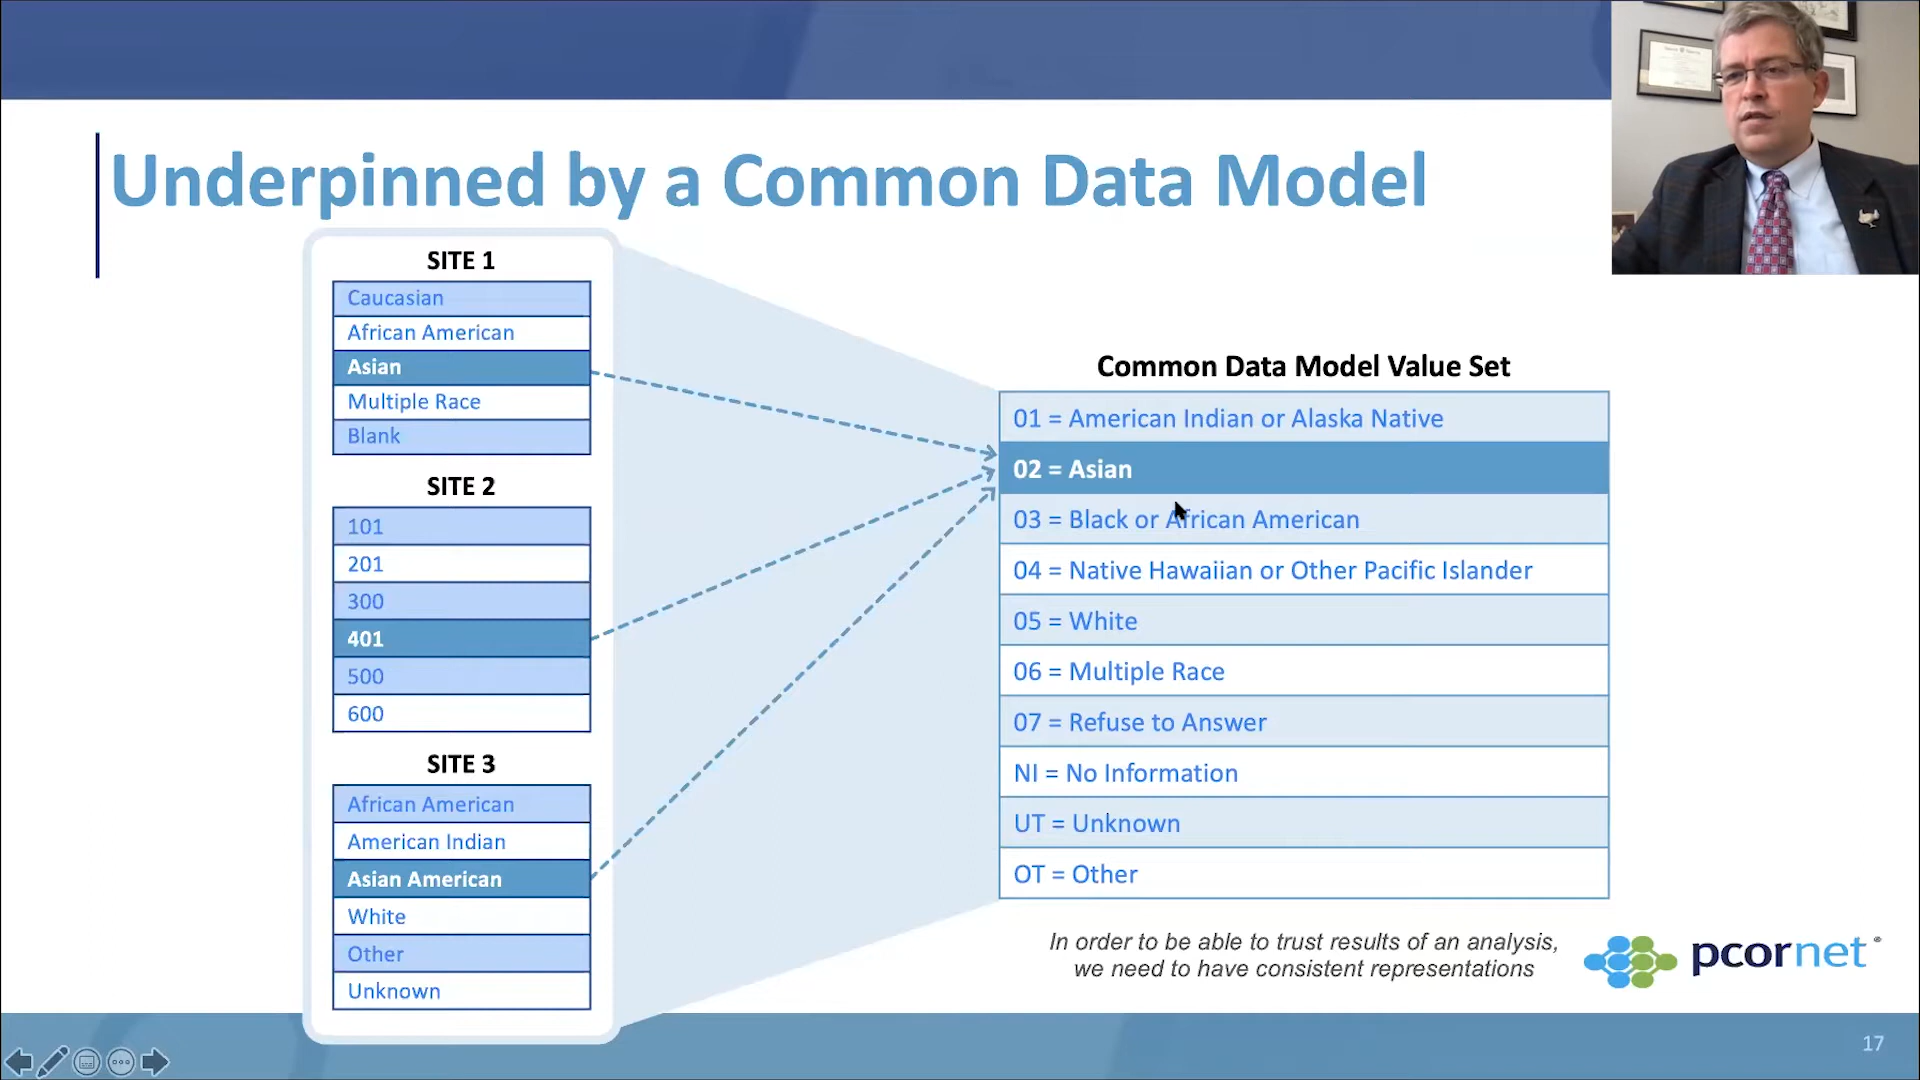 Underpinned by a Common Data Model
SITE 1
Caucasian
African American
Asian
Multiple Race
Blank
SITE 2
101
201
300
401
500
600
SITE 3
African American
American Indian
Asian American
White
Other
Unknown
Common Data Model Value Set
01 = American Indian or Alaska Native
02 = Asian
03 = Black or African American
04 = Native Hawaiian or Other Pacific Islander
05 = White
06 = Multiple Race
07 = Refuse to Answer
NI = No Information
UT = Unknown
OT = Other
In order to be able to trust results of an analysis,
we need to have consistent representations
pcornet®
17